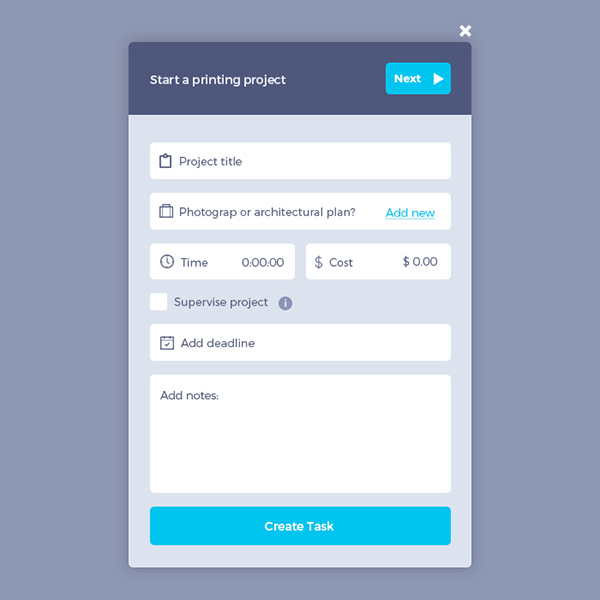 Start a printing project
Next
Project title
Photograp or architectural plan? Add new
Time 0:00:00
$ Cost $ 0.00
Supervise project i
Add deadline
Add notes:
Create Task